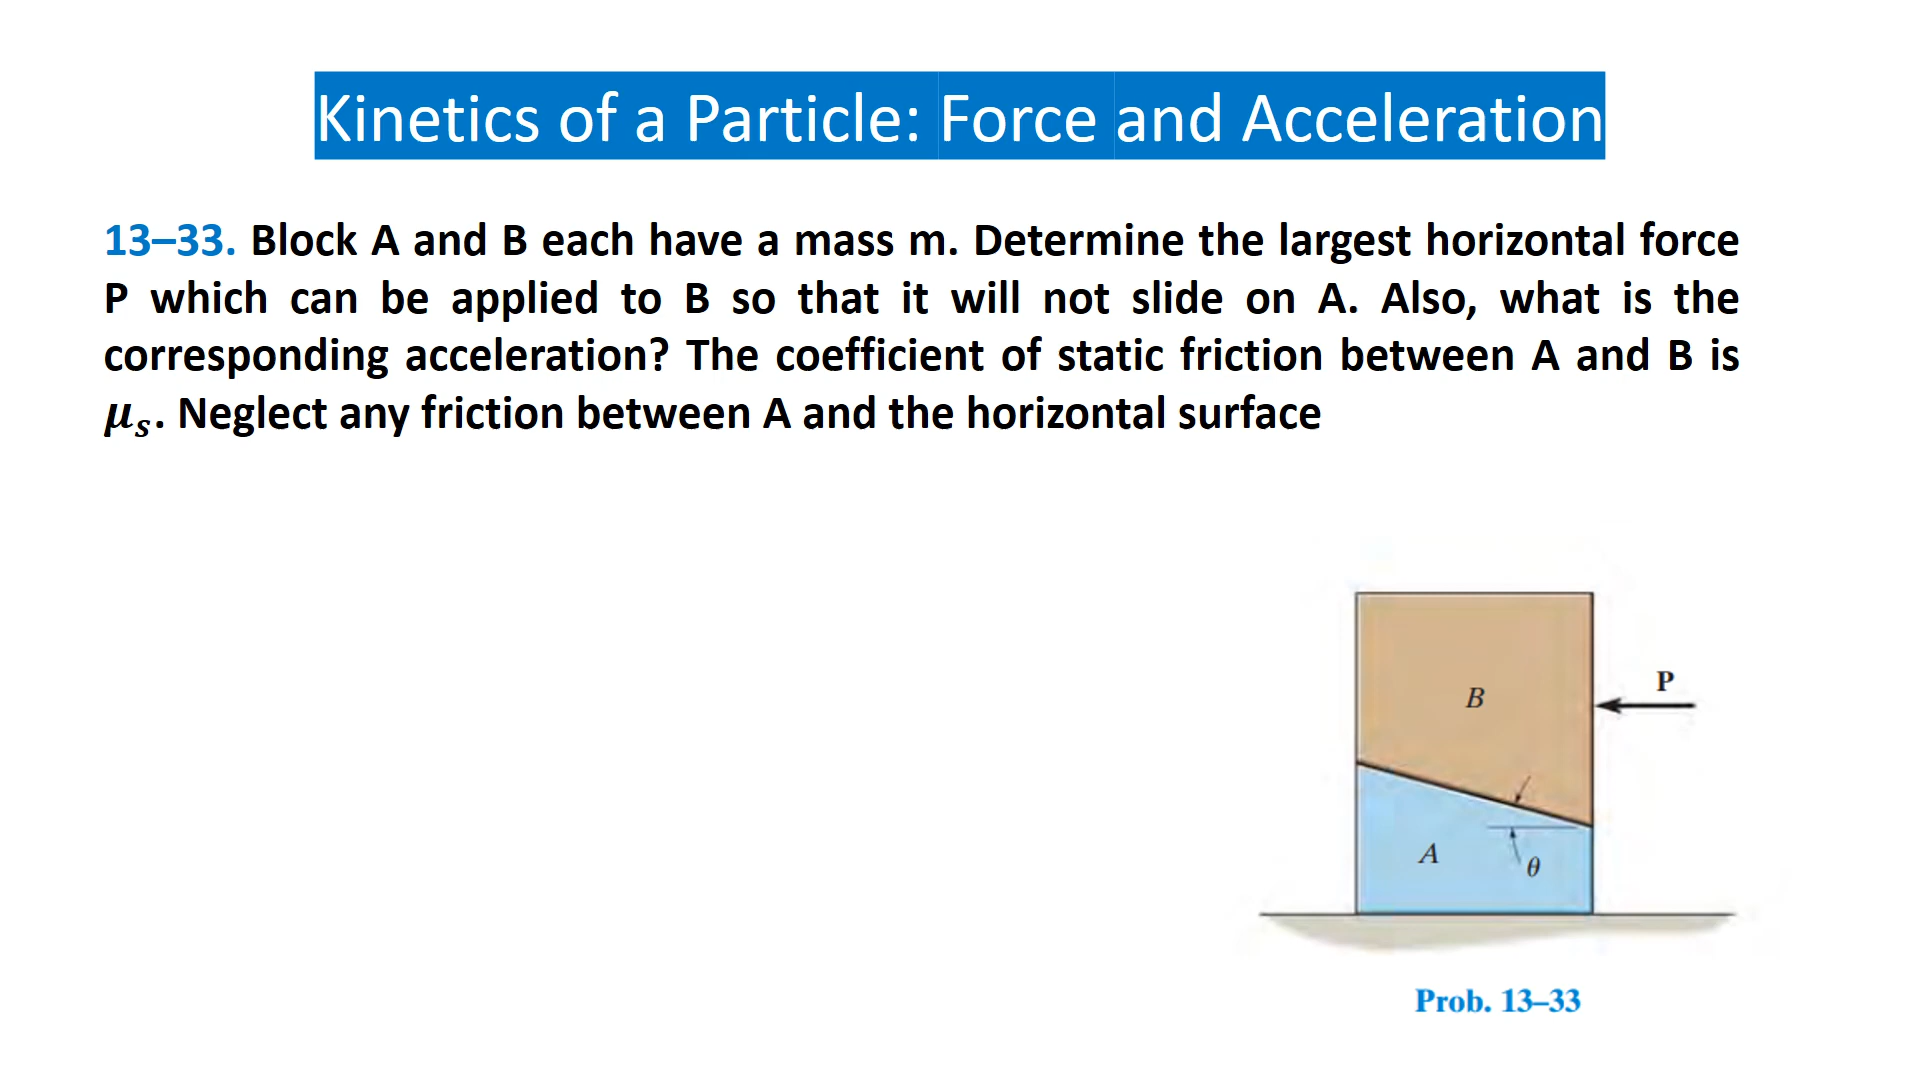 Kinetics of a Particle: Force and Acceleration
13–33. Block A and B each have a mass m. Determine the largest horizontal force
P which can be applied to B so that it will not slide on A. Also, what is the
corresponding acceleration? The coefficient of static friction between A and B is
μₛ. Neglect any friction between A and the horizontal surface
P
B
A
θ
Prob. 13–33